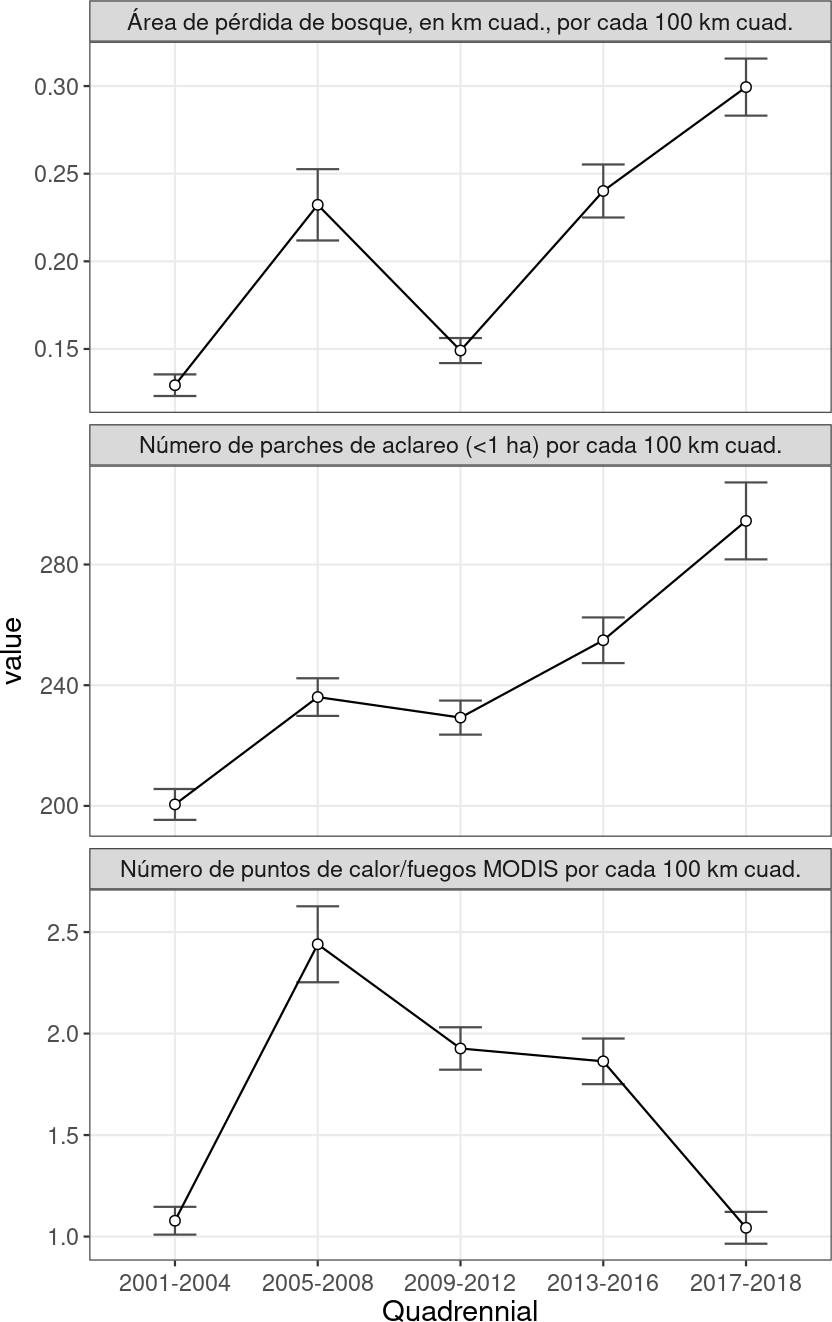 Área de pérdida de bosque, en km cuad., por cada 100 km cuad.
0.30
0.25
0.20
0.15
Número de parches de aclareo (<1 ha) por cada 100 km cuad.
280
240
200
value
Número de puntos de calor/fuegos MODIS por cada 100 km cuad.
2.5
2.0
1.5
1.0
2001-2004 2005-2008 2009-2012 2013-2016 2017-2018
Quadrennial